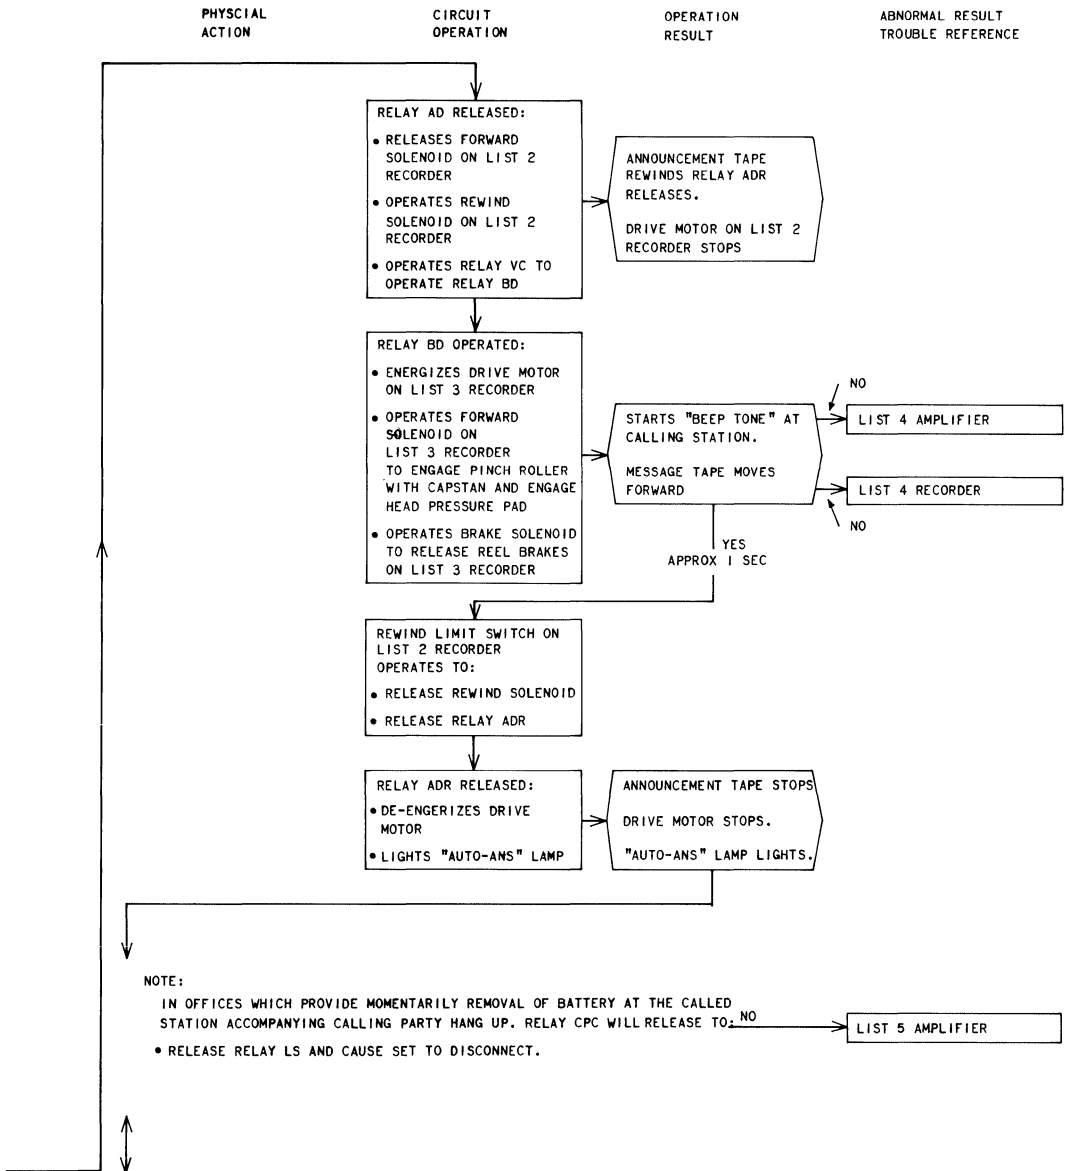 PHYSCIAL
ACTION
CIRCUIT
OPERATION
OPERATION
RESULT
ABNORMAL RESULT
TROUBLE REFERENCE
RELAY AD RELEASED:
• RELEASES FORWARD
SOLENOID ON LIST 2
RECORDER
• OPERATES REWIND
SOLENOID ON LIST 2
RECORDER
• OPERATES RELAY VC TO
OPERATE RELAY BD
ANNOUNCEMENT TAPE
REWINDS RELAY ADR
RELEASES.
DRIVE MOTOR ON LIST 2
RECORDER STOPS
RELAY BD OPERATED:
• ENERGIZES DRIVE MOTOR
ON LIST 3 RECORDER
• OPERATES FORWARD
SOLENOID ON
LIST 3 RECORDER
TO ENGAGE PINCH ROLLER
WITH CAPSTAN AND ENGAGE
HEAD PRESSURE PAD
• OPERATES BRAKE SOLENOID
TO RELEASE REEL BRAKES
ON LIST 3 RECORDER
STARTS "BEEP TONE" AT
CALLING STATION.
MESSAGE TAPE MOVES
FORWARD
NO
LIST 4 AMPLIFIER
LIST 4 RECORDER
NO
YES
APPROX 1 SEC
REWIND LIMIT SWITCH ON
LIST 2 RECORDER
OPERATES TO:
• RELEASE REWIND SOLENOID
• RELEASE RELAY ADR
RELAY ADR RELEASED:
• DE-ENGERIZES DRIVE
MOTOR
• LIGHTS "AUTO-ANS" LAMP
ANNOUNCEMENT TAPE STOPS
DRIVE MOTOR STOPS.
"AUTO-ANS" LAMP LIGHTS.
NOTE:
IN OFFICES WHICH PROVIDE MOMENTARILY REMOVAL OF BATTERY AT THE CALLED
STATION ACCOMPANYING CALLING PARTY HANG UP. RELAY CPC WILL RELEASE TO:
NO
LIST 5 AMPLIFIER
• RELEASE RELAY LS AND CAUSE SET TO DISCONNECT.